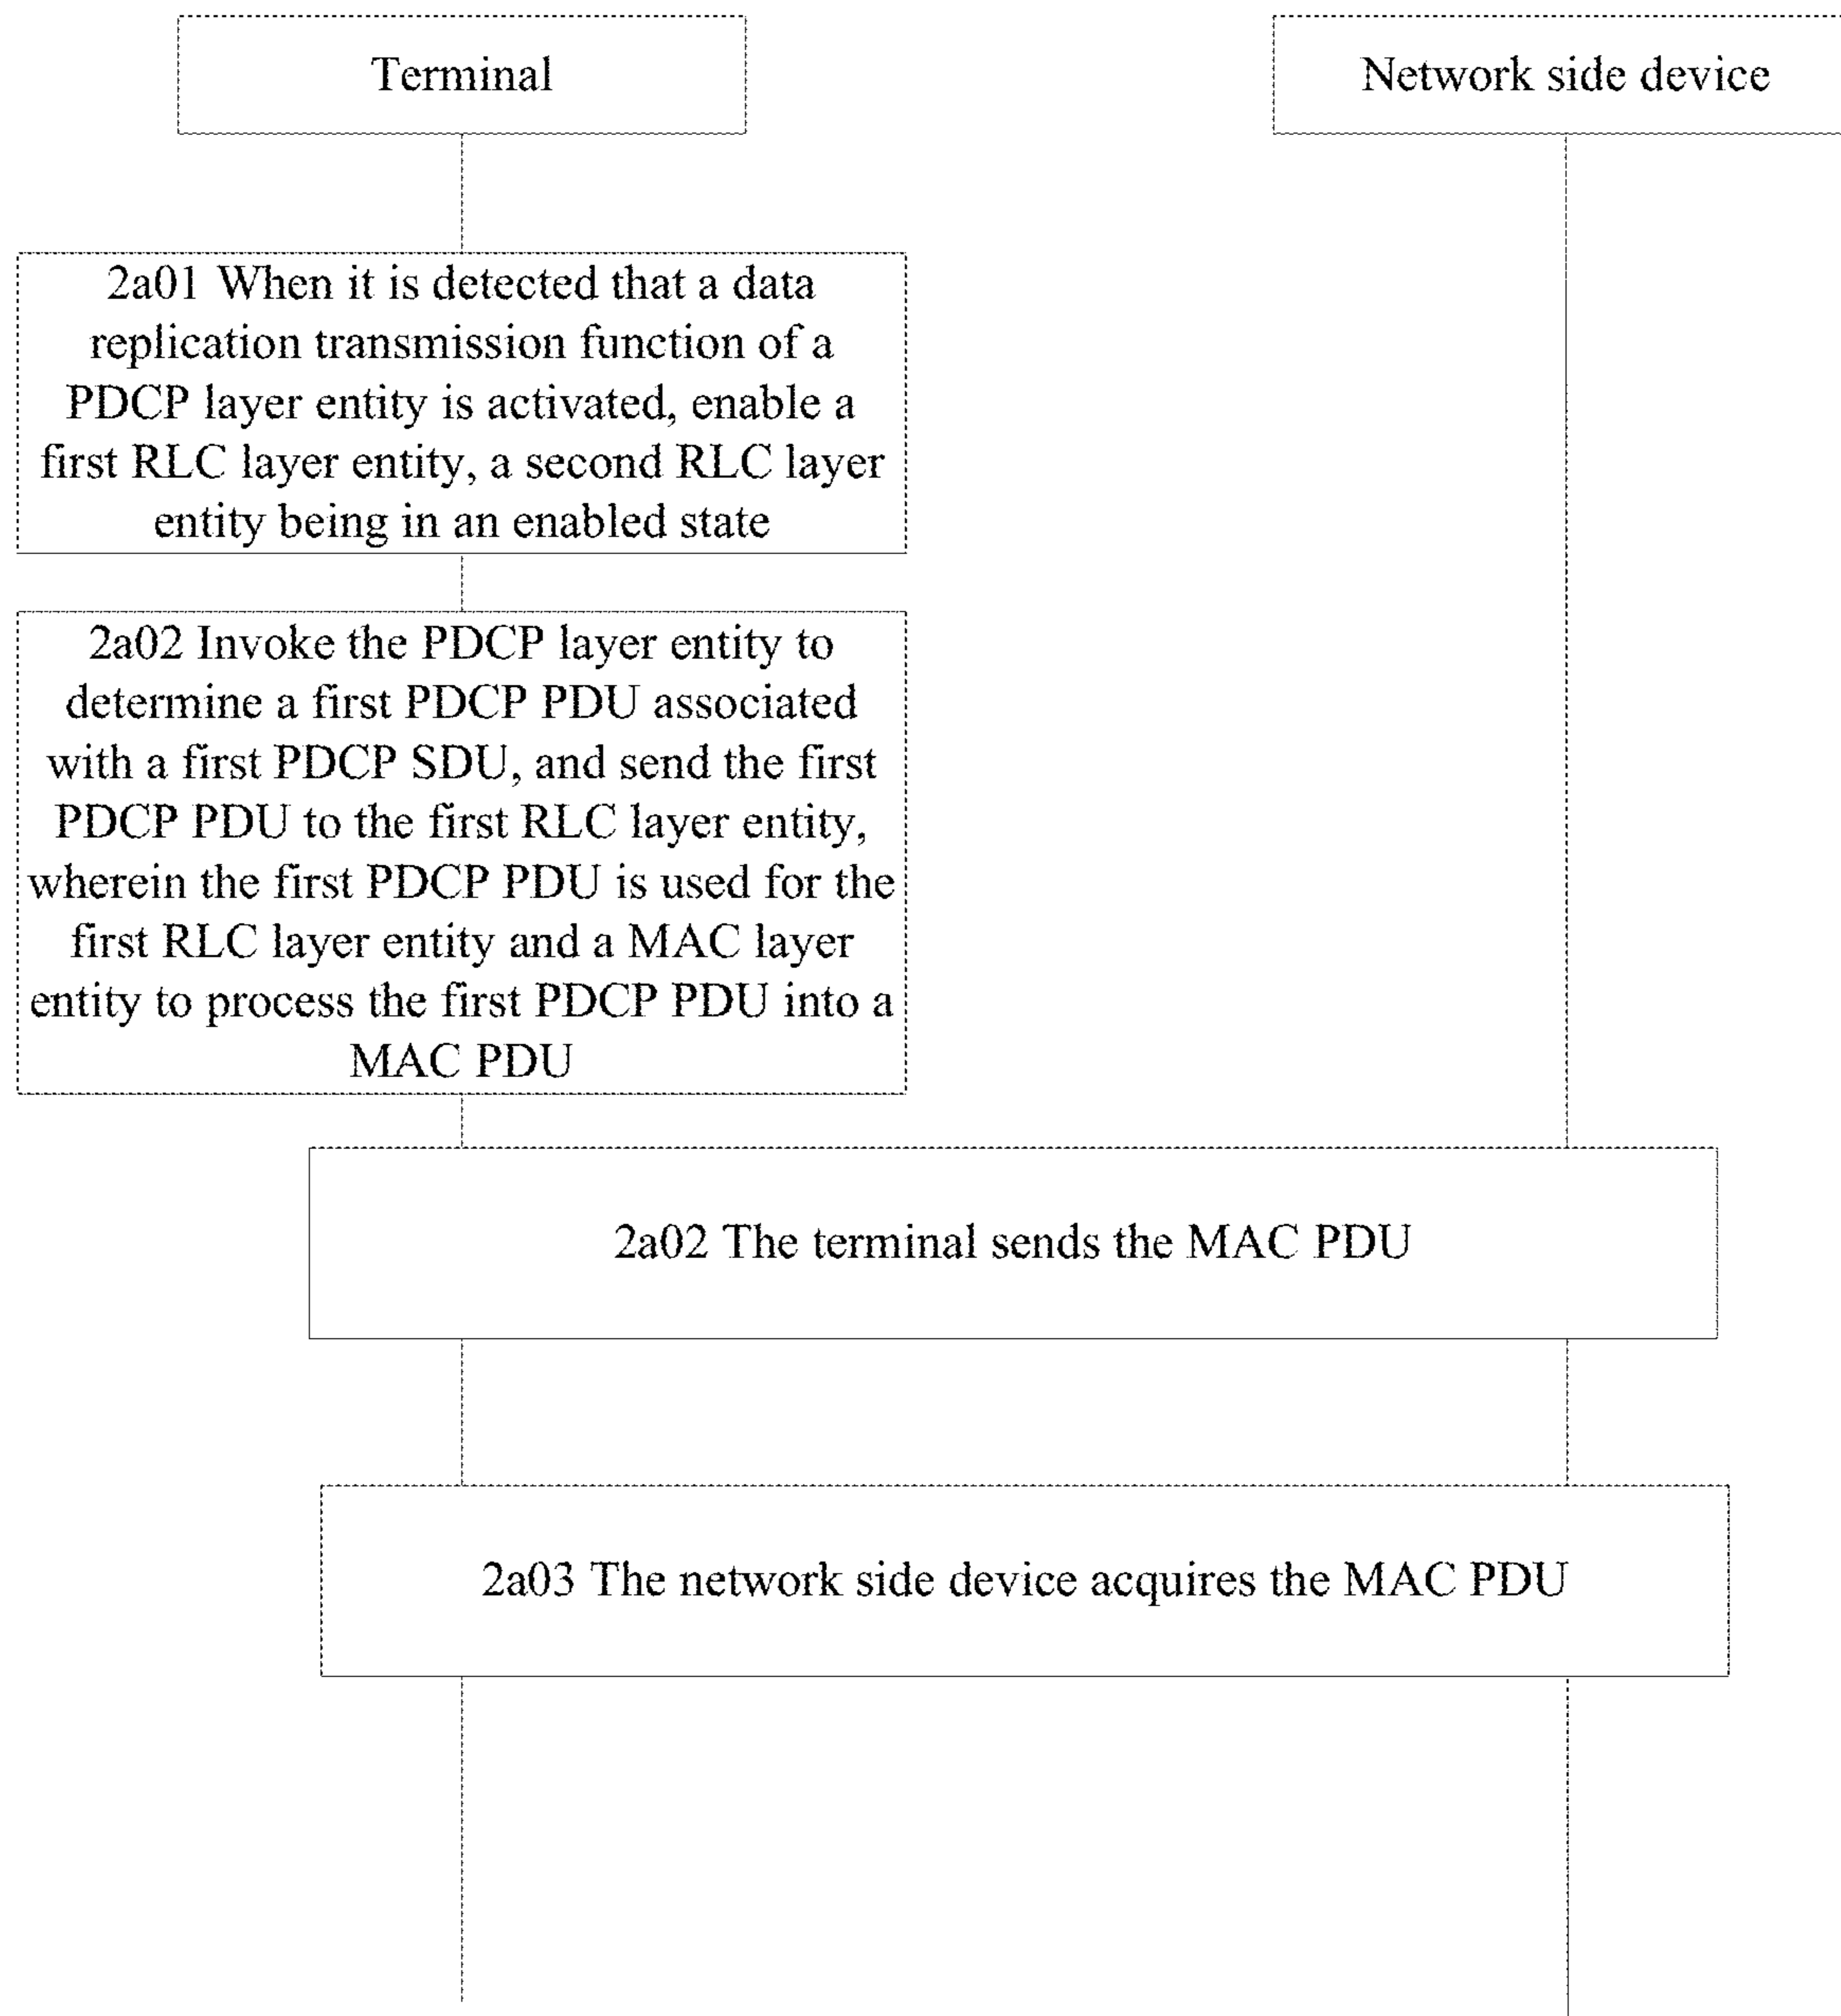 Terminal
Network side device
2a01 When it is detected that a data
replication transmission function of a
PDCP layer entity is activated, enable a
first RLC layer entity, a second RLC layer
entity being in an enabled state
2a02 Invoke the PDCP layer entity to
determine a first PDCP PDU associated
with a first PDCP SDU, and send the first
PDCP PDU to the first RLC layer entity,
wherein the first PDCP PDU is used for the
first RLC layer entity and a MAC layer
entity to process the first PDCP PDU into a
MAC PDU
2a02 The terminal sends the MAC PDU
2a03 The network side device acquires the MAC PDU